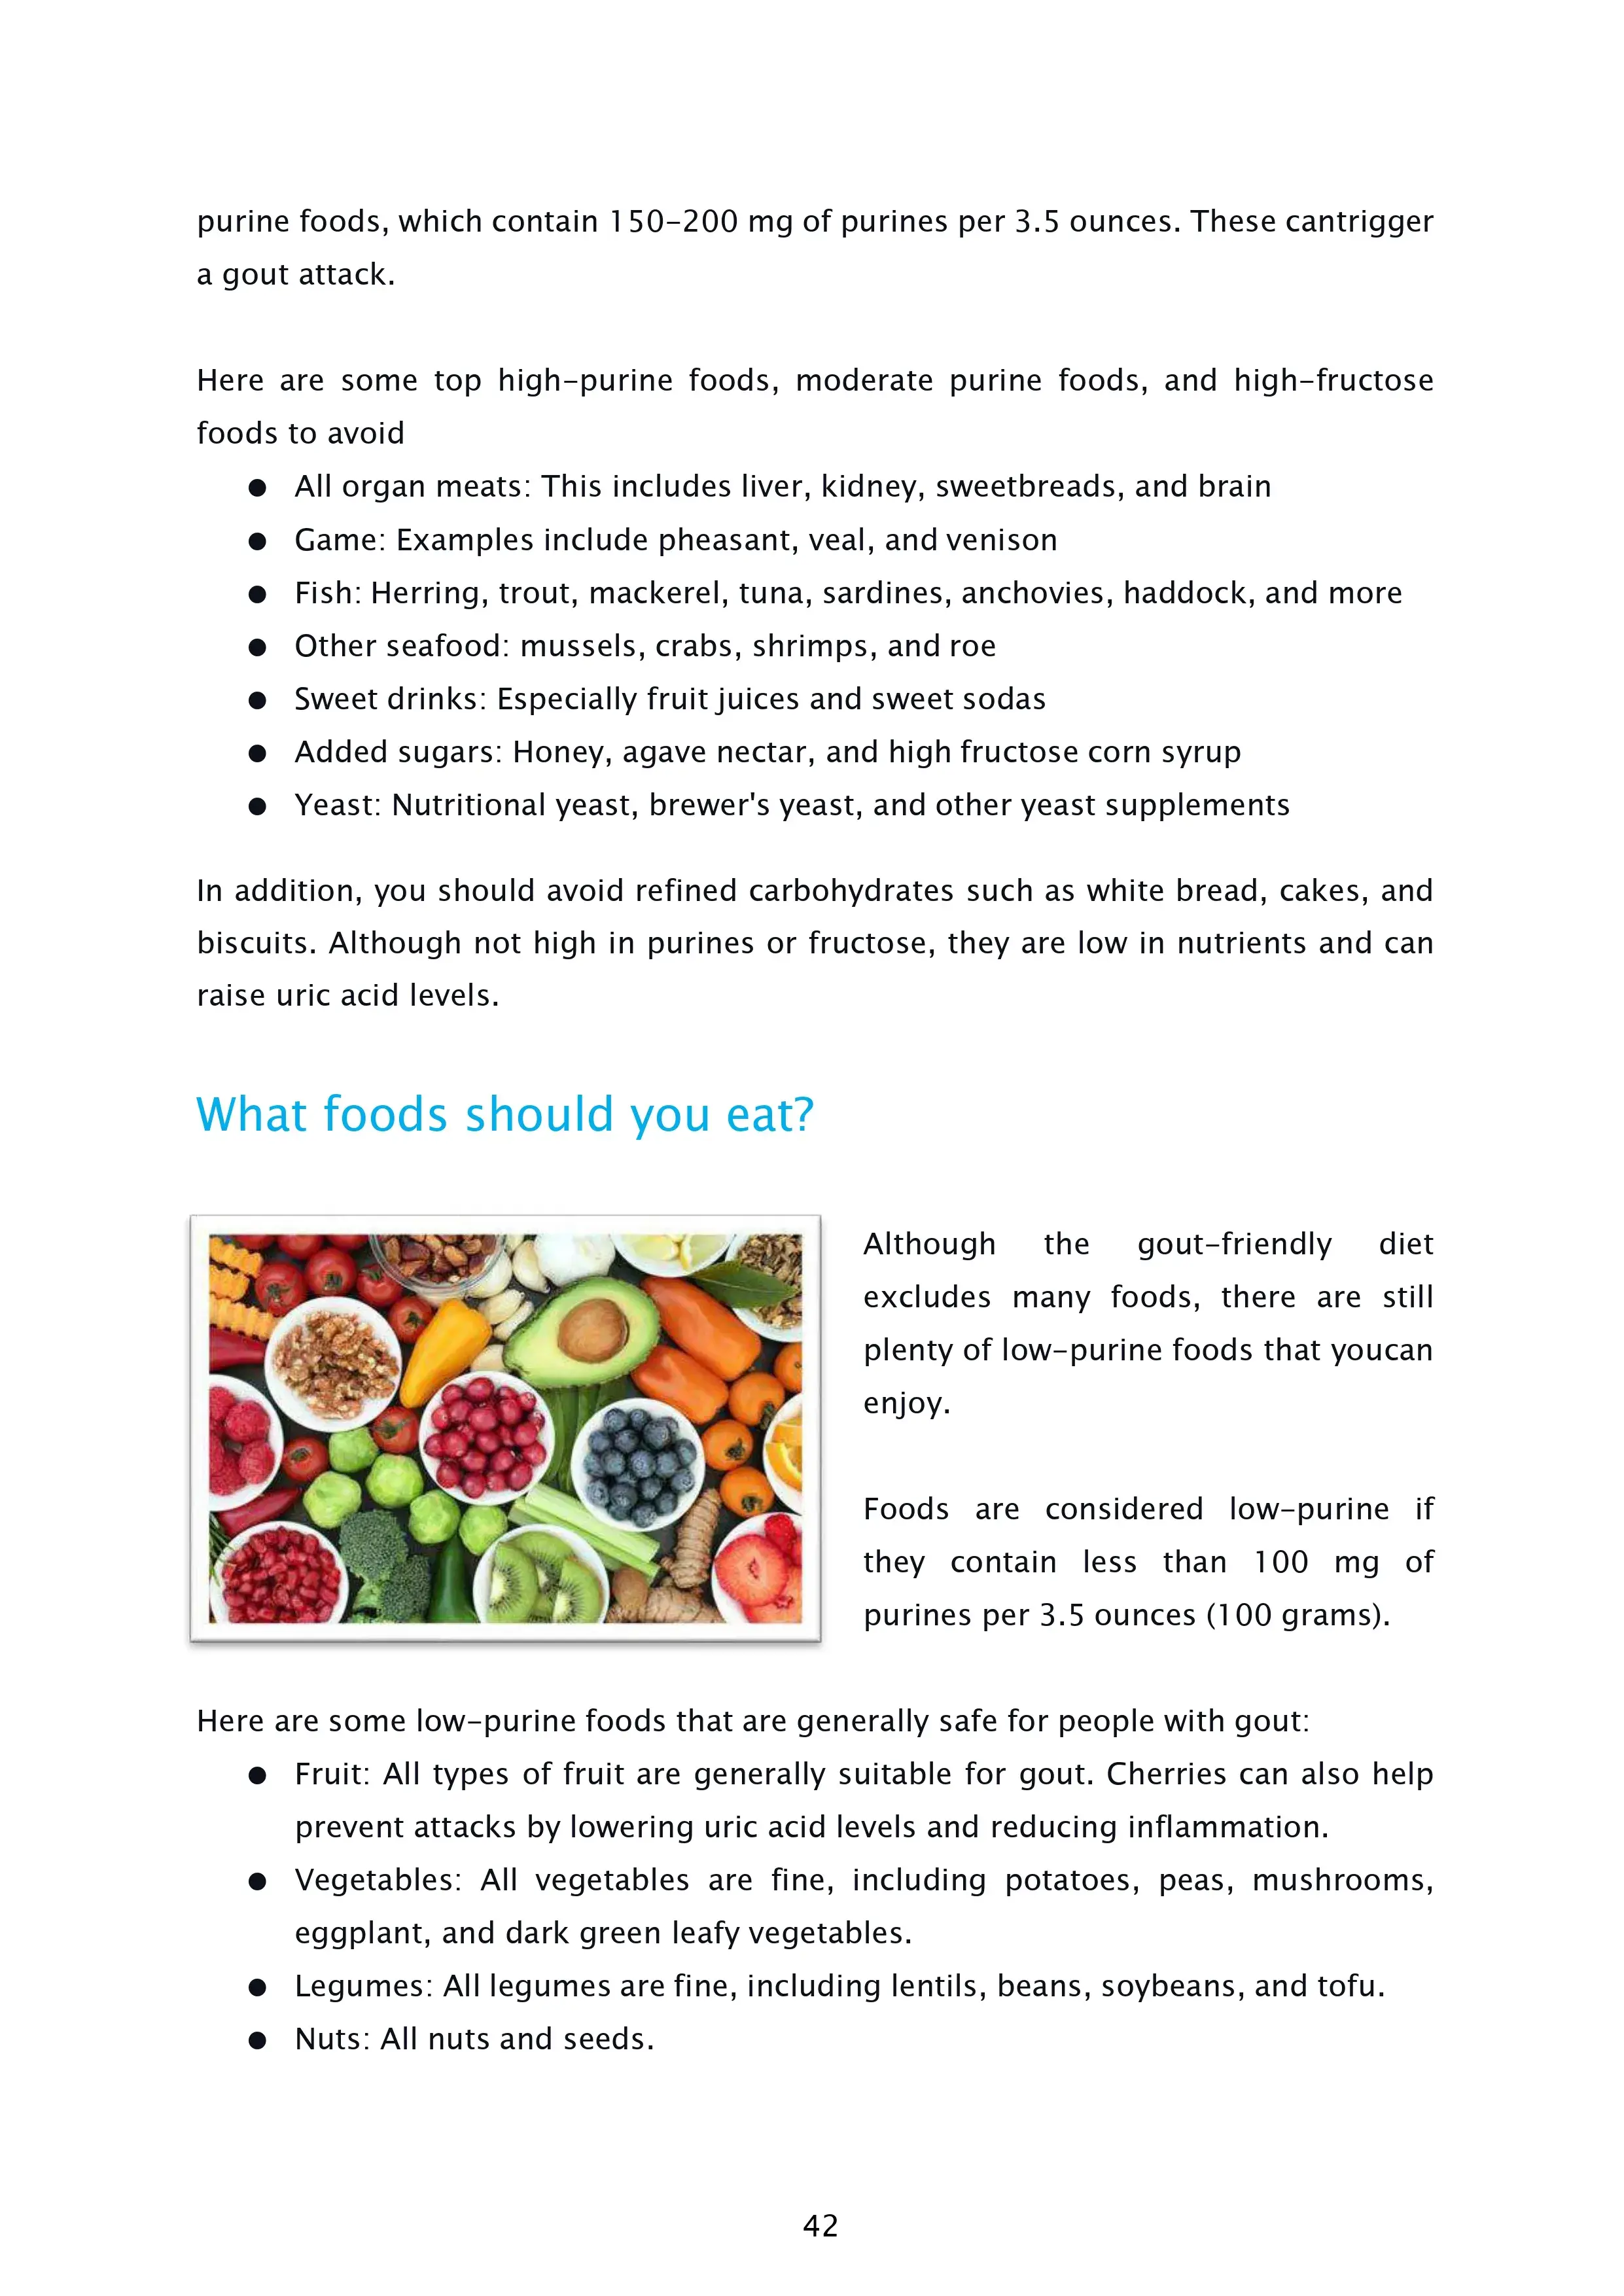 purine foods, which contain 150-200 mg of purines per 3.5 ounces. These cantrigger
a gout attack.
Here are some top high-purine foods, moderate purine foods, and high-fructose
foods to avoid
● All organ meats: This includes liver, kidney, sweetbreads, and brain
● Game: Examples include pheasant, veal, and venison
● Fish: Herring, trout, mackerel, tuna, sardines, anchovies, haddock, and more
● Other seafood: mussels, crabs, shrimps, and roe
● Sweet drinks: Especially fruit juices and sweet sodas
● Added sugars: Honey, agave nectar, and high fructose corn syrup
● Yeast: Nutritional yeast, brewer's yeast, and other yeast supplements
In addition, you should avoid refined carbohydrates such as white bread, cakes, and
biscuits. Although not high in purines or fructose, they are low in nutrients and can
raise uric acid levels.
What foods should you eat?
Although the gout-friendly diet
excludes many foods, there are still
plenty of low-purine foods that youcan
enjoy.
Foods are considered low-purine if
they contain less than 100 mg of
purines per 3.5 ounces (100 grams).
Here are some low-purine foods that are generally safe for people with gout:
● Fruit: All types of fruit are generally suitable for gout. Cherries can also help
prevent attacks by lowering uric acid levels and reducing inflammation.
● Vegetables: All vegetables are fine, including potatoes, peas, mushrooms,
eggplant, and dark green leafy vegetables.
● Legumes: All legumes are fine, including lentils, beans, soybeans, and tofu.
● Nuts: All nuts and seeds.
42